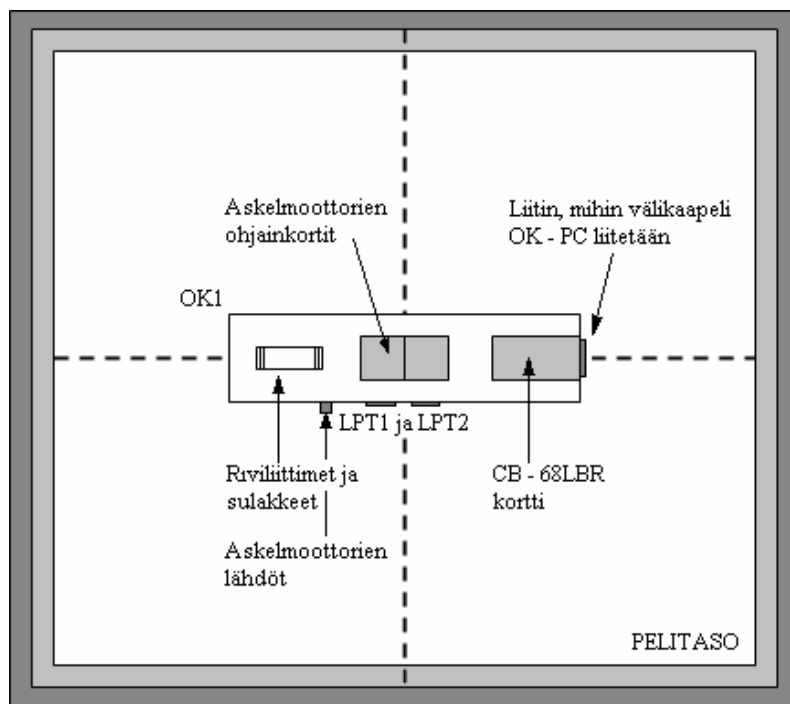 Askelmoottorien
ohjainkortit
Liitin, mihin välikaapeli
OK - PC liitetään
OK1
LPT1 ja LPT2
Riviliittimet ja
sulakkeet
CB - 68LBR
kortti
Askelmoottorien
lähdöt
PELITASO